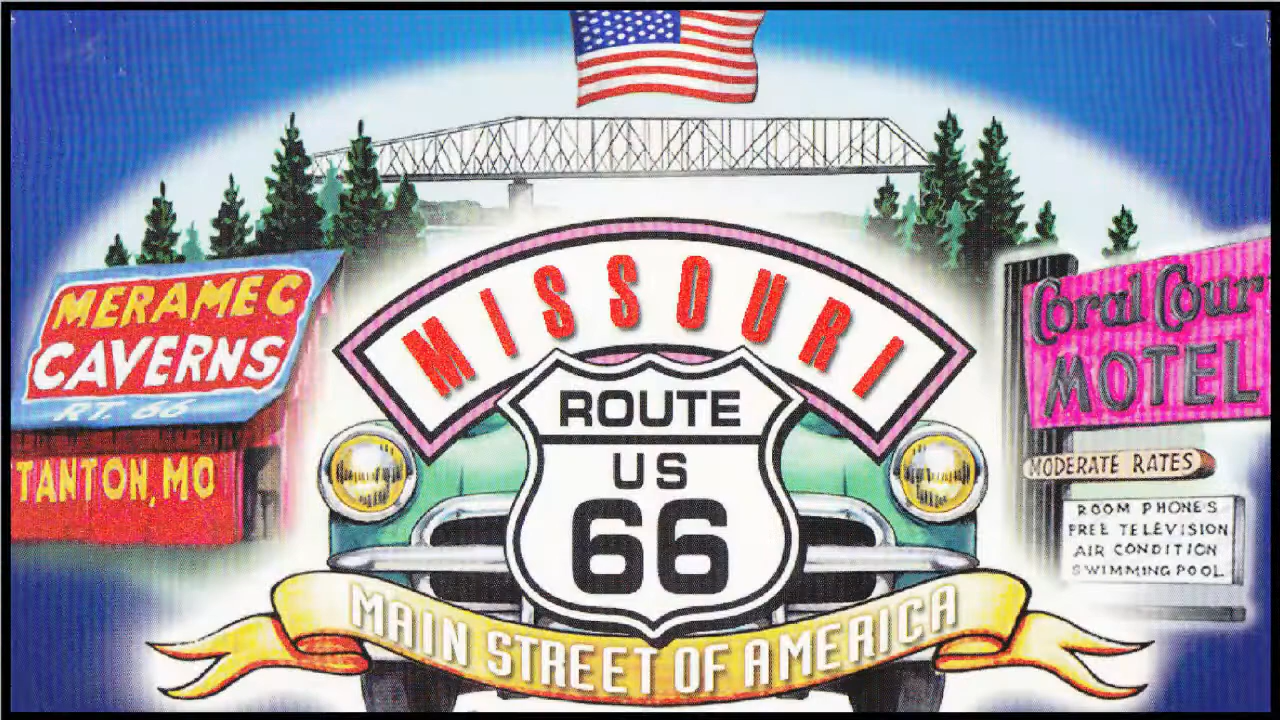 MISSOURI
ROUTE
US
66
MAIN STREET OF AMERICA
MERAMEC
CAVERNS
RT. 66
TANTON, MO
Coral Cour
MOTEL
MODERATE RATES
ROOM PHONES
FREE TELEVISION
AIR CONDITION
SWIMMING POOL